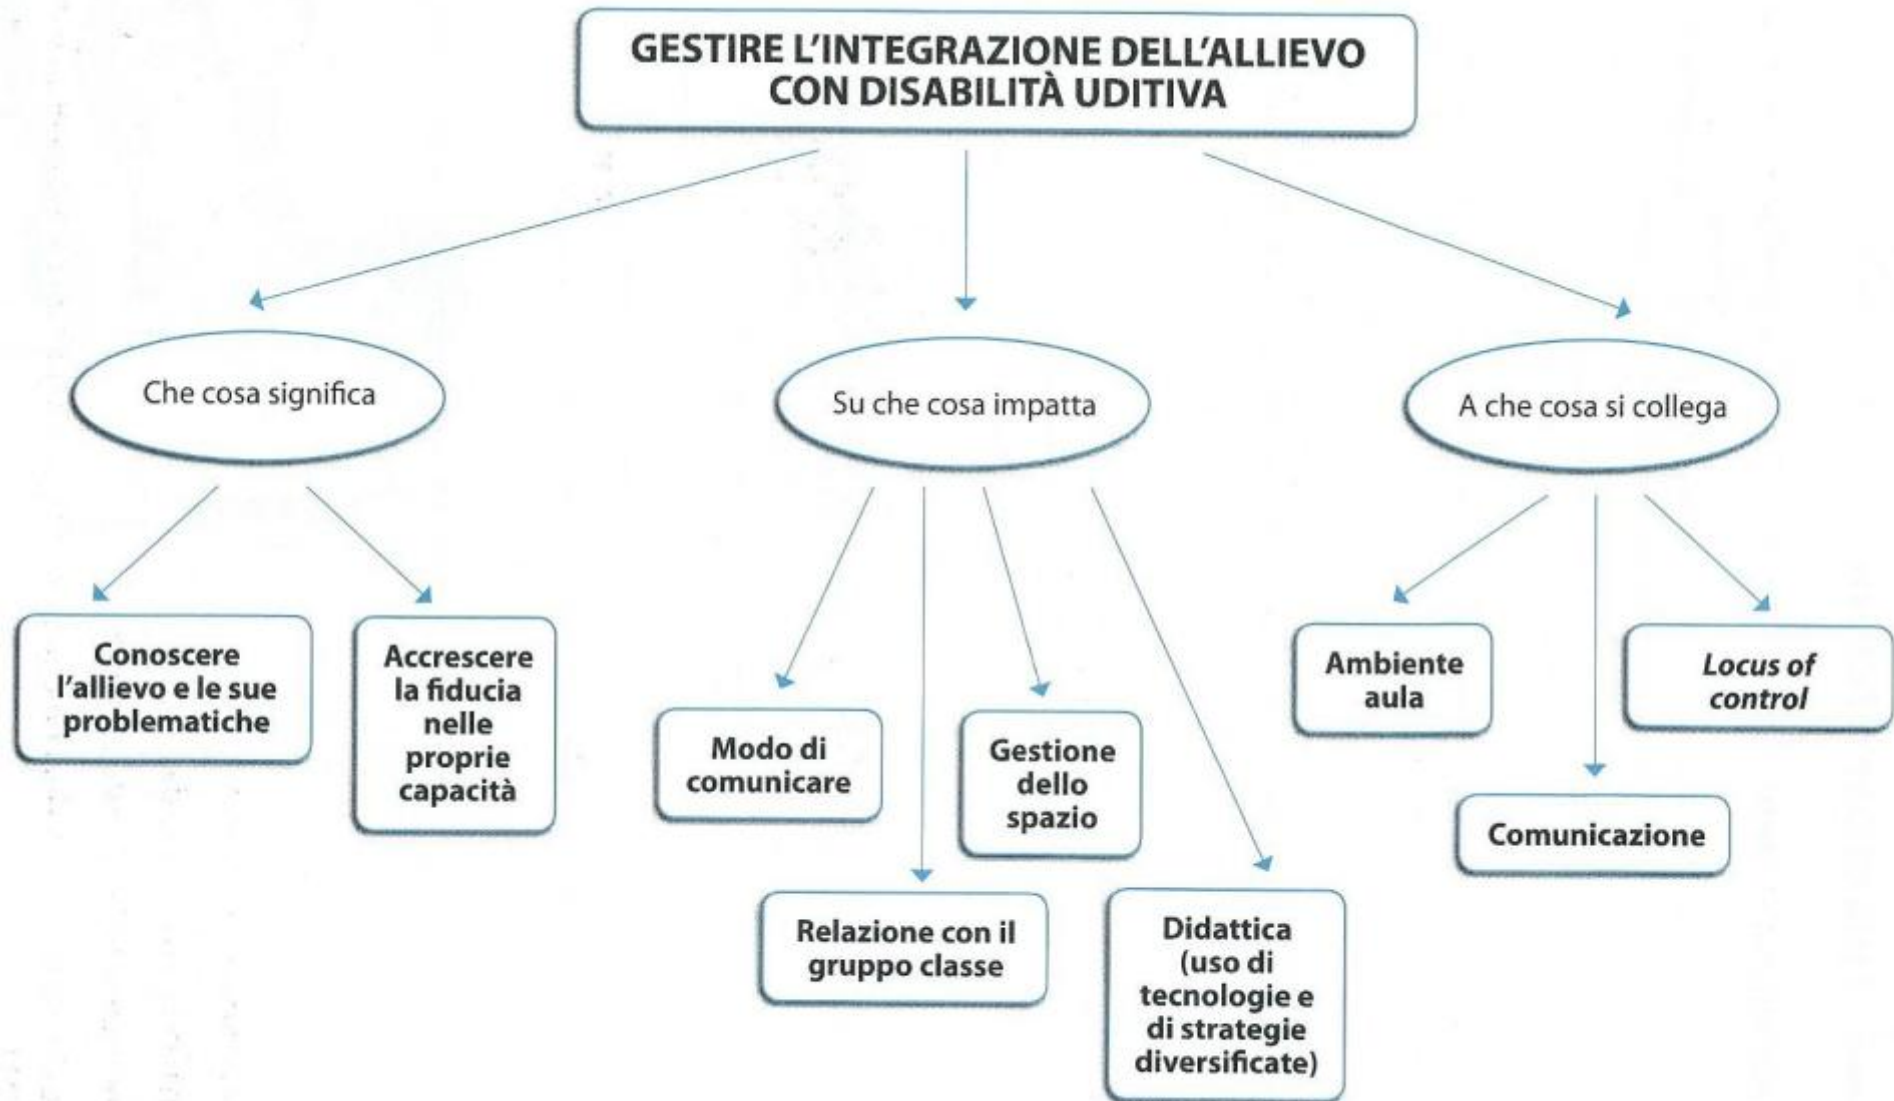 GESTIRE L'INTEGRAZIONE DELL'ALLIEVO
CON DISABILITÀ UDITIVA
Che cosa significa
Su che cosa impatta
A che cosa si collega
Conoscere
l'allievo e le sue
problematiche
Accrescere
la fiducia
nelle
proprie
capacità
Modo di
comunicare
Relazione con il
gruppo classe
Gestione
dello
spazio
Didattica
(uso di
tecnologie e
di strategie
diversificate)
Ambiente
aula
Comunicazione
Locus of
control